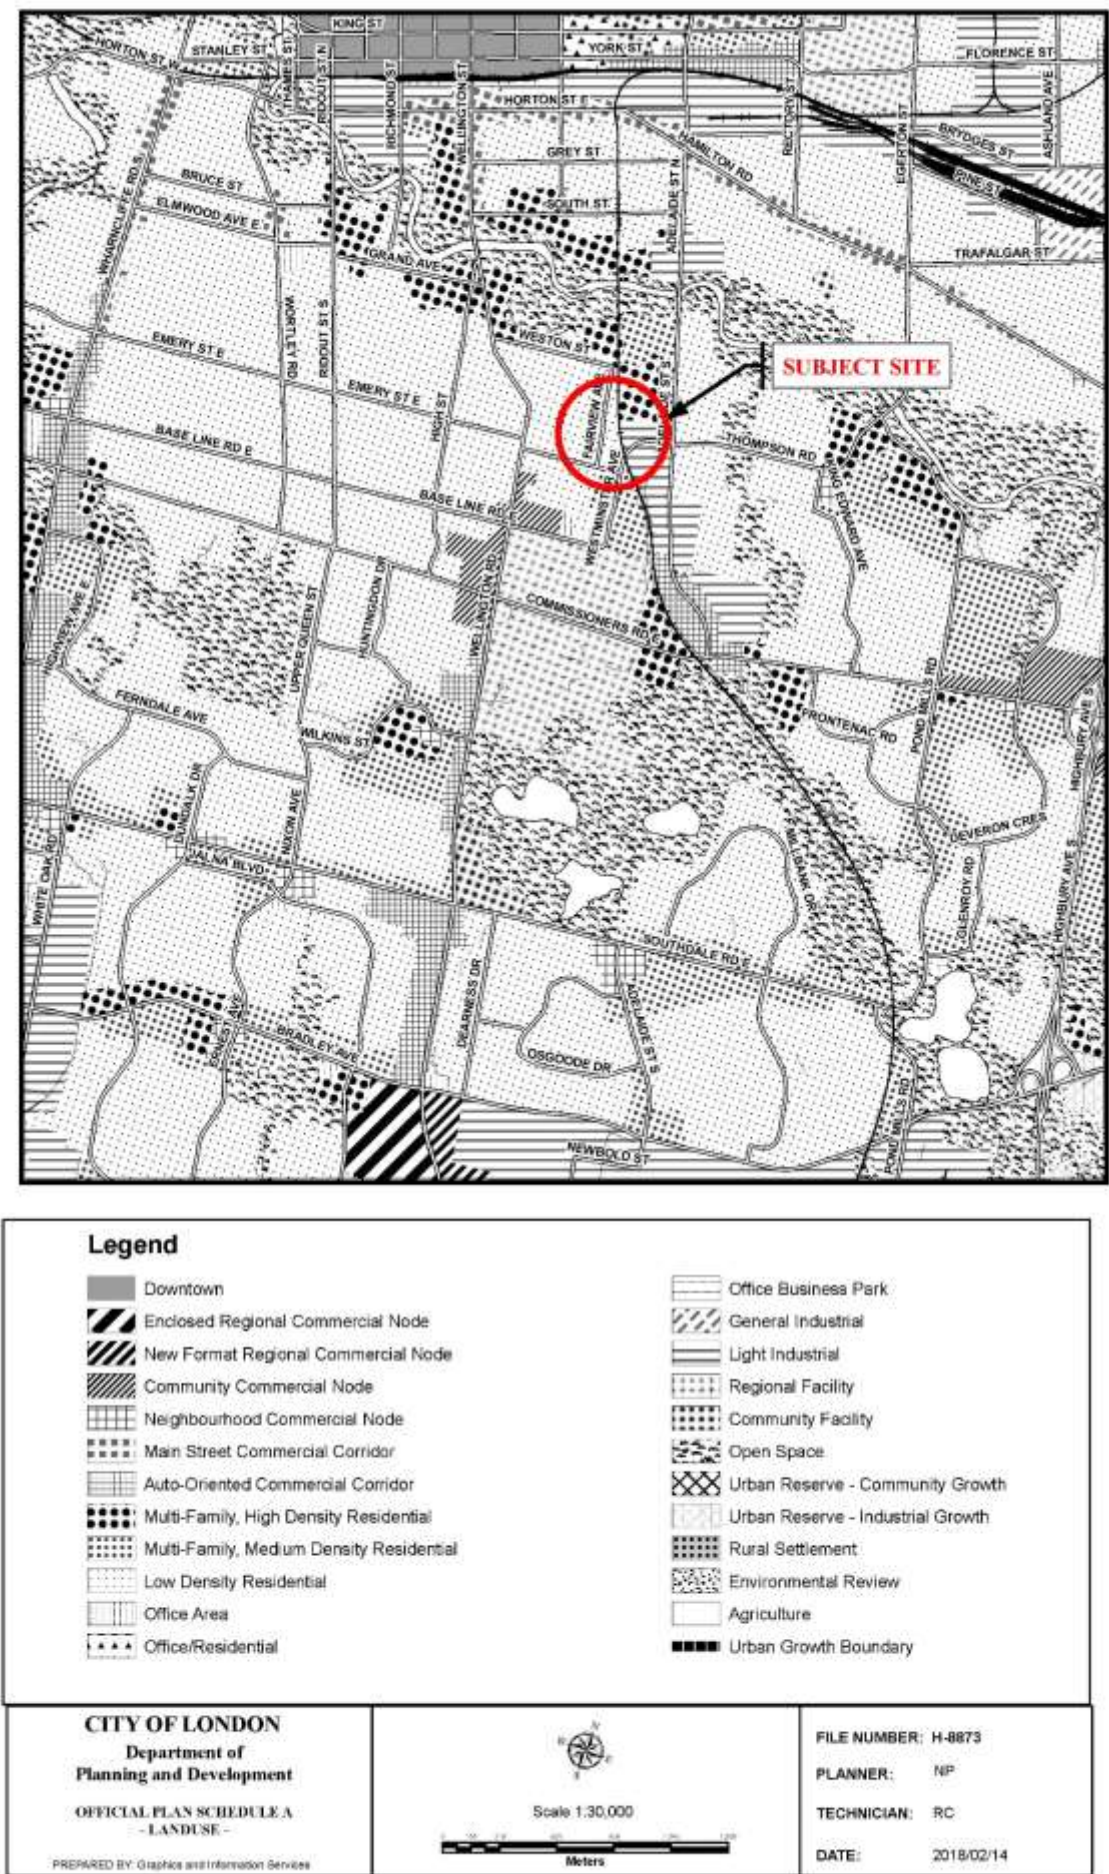 KING ST
STANLEY ST
YORK ST
FLORENCE ST
HORTON ST W
THAMES ST
RIDOUT ST N
RICHMOND ST
WELLINGTON ST
HORTON ST E
RECTORY ST
EGERTON ST
ASHLAND AVE
BRYDGES ST
HAMILTON RD
GREY ST
PINE ST
BRUCE ST
ADELAIDE ST N
ELMWOOD AVE E
SOUTH ST
WHARNCLIFFE RD S
GRAND AVE
TRAFALGAR ST
WORTLEY RD
RIDOUT ST S
EMERY ST E
WESTON ST
SUBJECT SITE
EMERY ST E
HIGH ST
FAIRVIEW AVE
BASE LINE RD E
THOMPSON RD
BASE LINE RD E
KING EDWARD AVE
HIGHVIEW AVE
UPPER QUEEN ST
HUNTINGDON DR
WELLINGTON RD
COMMISSIONERS RD E
FERNDALE AVE
WILKINS ST
FRONTENAC RD
POND MILLS RD
HIGHBURY AVE S
NIXON AVE
DEVERON CRES
WHITE OAK RD
JALNA BLVD
MILLBANK DR
GLENROY RD
HIGHBURY AVE S
SOUTHDALE RD E
DEARNESS DR
ADELAIDE ST S
ERNEST AVE
BRADLEY AVE
OSGOODE DR
POND MILLS RD
NEWBOLD ST
Legend
Downtown
Enclosed Regional Commercial Node
New Format Regional Commercial Node
Community Commercial Node
Neighbourhood Commercial Node
Main Street Commercial Corridor
Auto-Oriented Commercial Corridor
Multi-Family, High Density Residential
Multi-Family, Medium Density Residential
Low Density Residential
Office Area
Office/Residential
Office Business Park
General Industrial
Light Industrial
Regional Facility
Community Facility
Open Space
Urban Reserve - Community Growth
Urban Reserve - Industrial Growth
Rural Settlement
Environmental Review
Agriculture
Urban Growth Boundary
CITY OF LONDON
Department of
Planning and Development
OFFICIAL PLAN SCHEDULE A
- LANDUSE -
PREPARED BY: Graphics and Information Services
N
E
S
Scale 1:30,000
Meters
FILE NUMBER: H-8873
PLANNER: NP
TECHNICIAN: RC
DATE: 2018/02/14